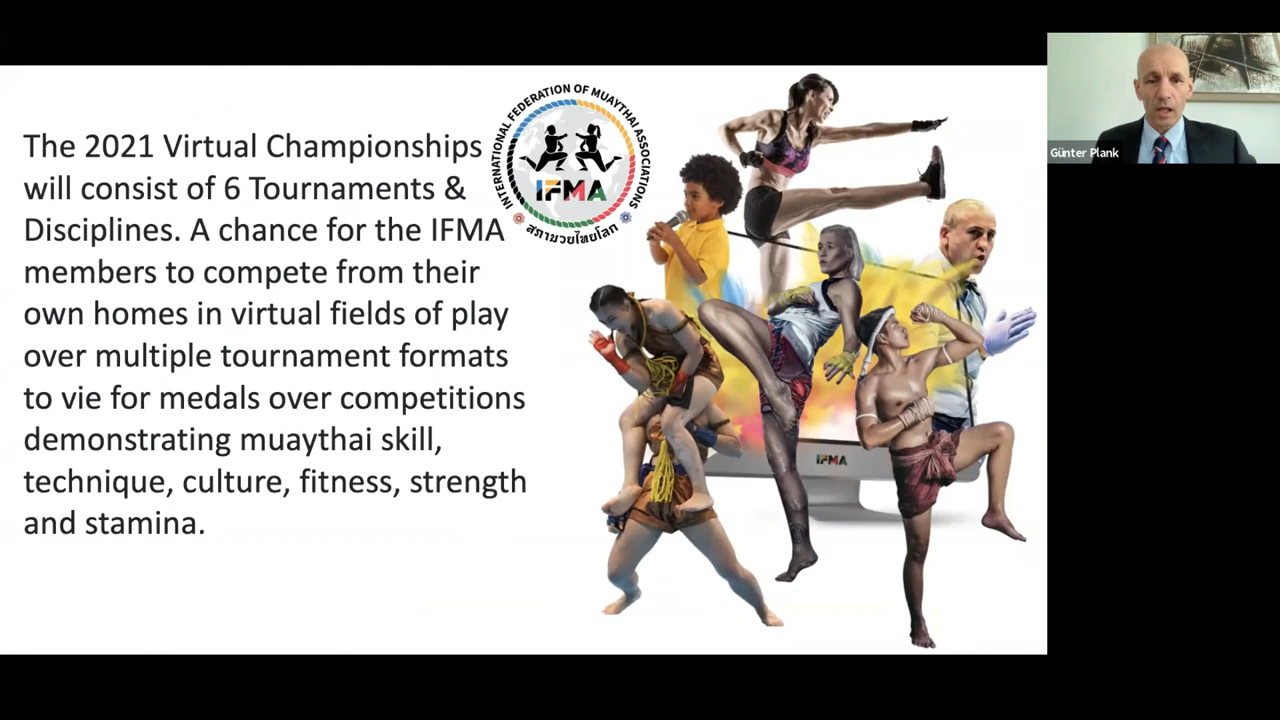 The 2021 Virtual Championships
will consist of 6 Tournaments &
Disciplines. A chance for the IFMA
members to compete from their
own homes in virtual fields of play
over multiple tournament formats
to vie for medals over competitions
demonstrating muaythai skill,
technique, culture, fitness, strength
and stamina.
INTERNATIONAL FEDERATION OF MUAYTHAI ASSOCIATIONS
IFMA
สภามวยไทยโลก
IFMA
Günter Plank